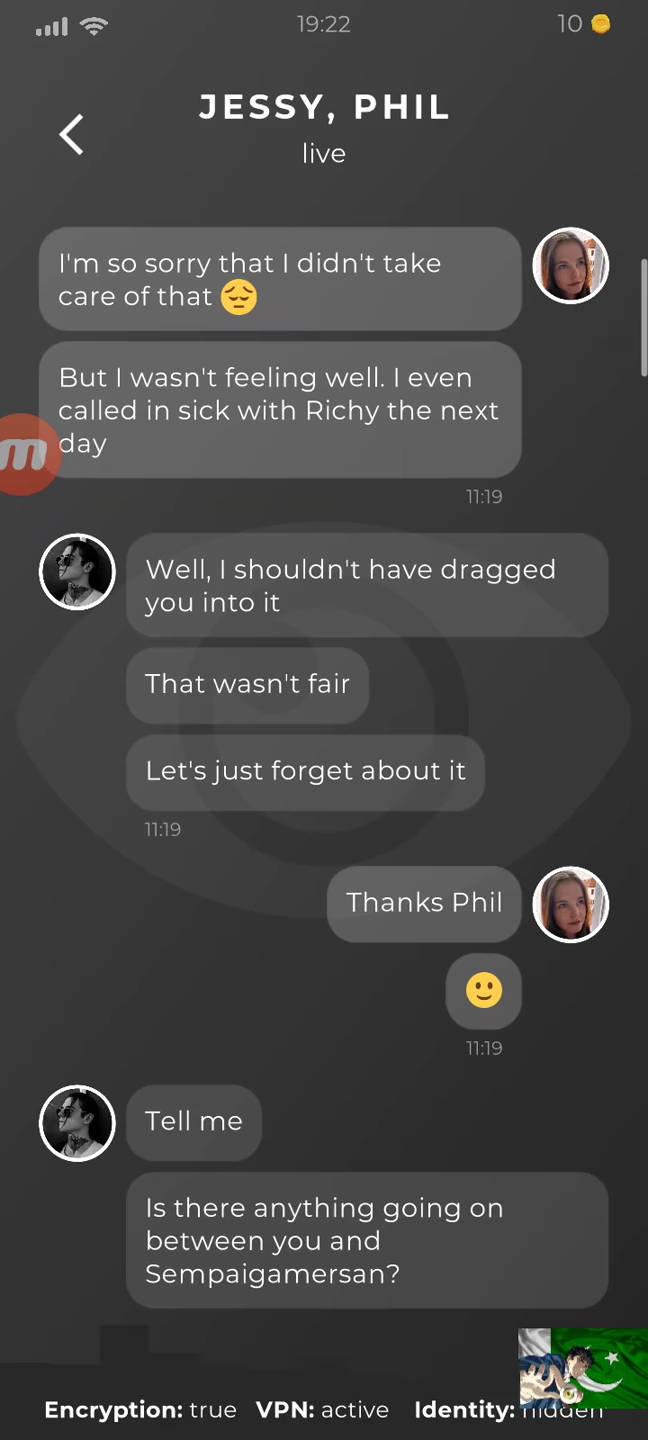 19:22
10
JESSY, PHIL
live
I'm so sorry that I didn't take
care of that 😔
But I wasn't feeling well. I even
called in sick with Richy the next
day
11:19
Well, I shouldn't have dragged
you into it
That wasn't fair
Let's just forget about it
11:19
Thanks Phil
🙂
11:19
Tell me
Is there anything going on
between you and
Sempaigamersan?
Encryption: true VPN: active Identity: hidden